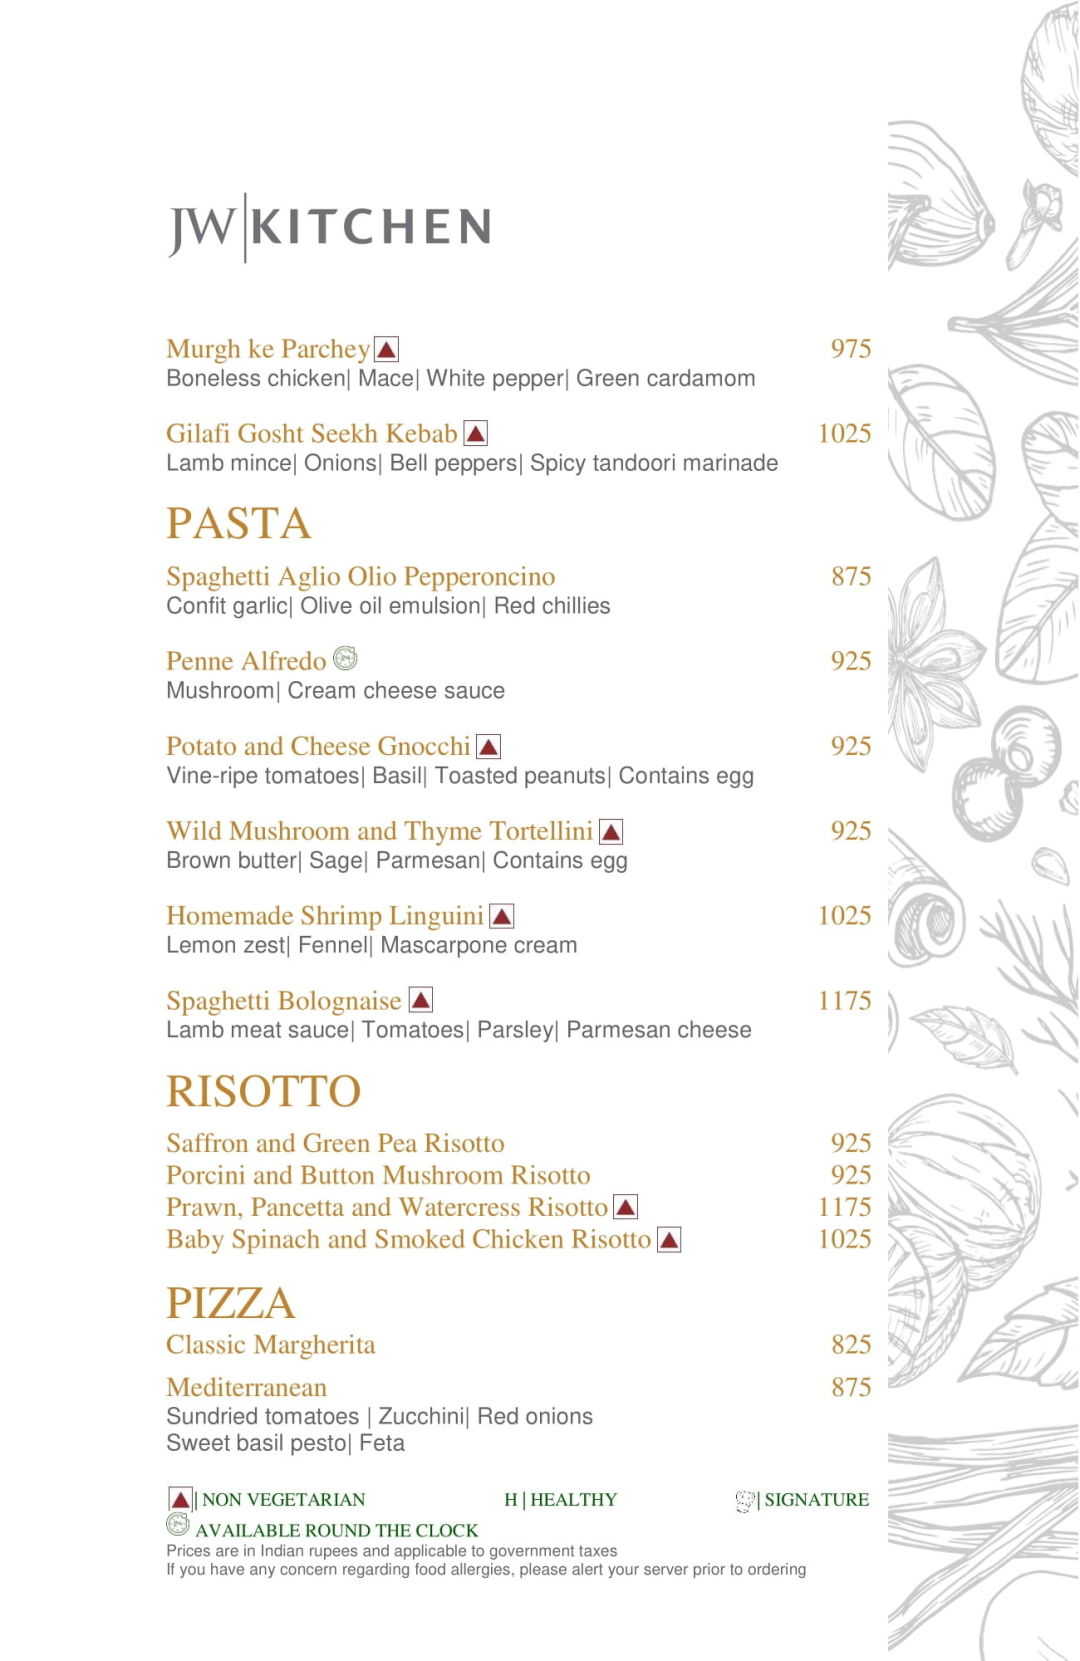 JW|KITCHEN
Murgh ke Parchey 975
Boneless chicken| Mace| White pepper| Green cardamom
Gilafi Gosht Seekh Kebab 1025
Lamb mince| Onions| Bell peppers| Spicy tandoori marinade
PASTA
Spaghetti Aglio Olio Pepperoncino 875
Confit garlic| Olive oil emulsion| Red chillies
Penne Alfredo 925
Mushroom| Cream cheese sauce
Potato and Cheese Gnocchi 925
Vine-ripe tomatoes| Basil| Toasted peanuts| Contains egg
Wild Mushroom and Thyme Tortellini 925
Brown butter| Sage| Parmesan| Contains egg
Homemade Shrimp Linguini 1025
Lemon zest| Fennel| Mascarpone cream
Spaghetti Bolognaise 1175
Lamb meat sauce| Tomatoes| Parsley| Parmesan cheese
RISOTTO
Saffron and Green Pea Risotto 925
Porcini and Button Mushroom Risotto 925
Prawn, Pancetta and Watercress Risotto 1175
Baby Spinach and Smoked Chicken Risotto 1025
PIZZA
Classic Margherita 825
Mediterranean 875
Sundried tomatoes | Zucchini| Red onions
Sweet basil pesto| Feta
| NON VEGETARIAN H | HEALTHY | SIGNATURE
AVAILABLE ROUND THE CLOCK
Prices are in Indian rupees and applicable to government taxes
If you have any concern regarding food allergies, please alert your server prior to ordering